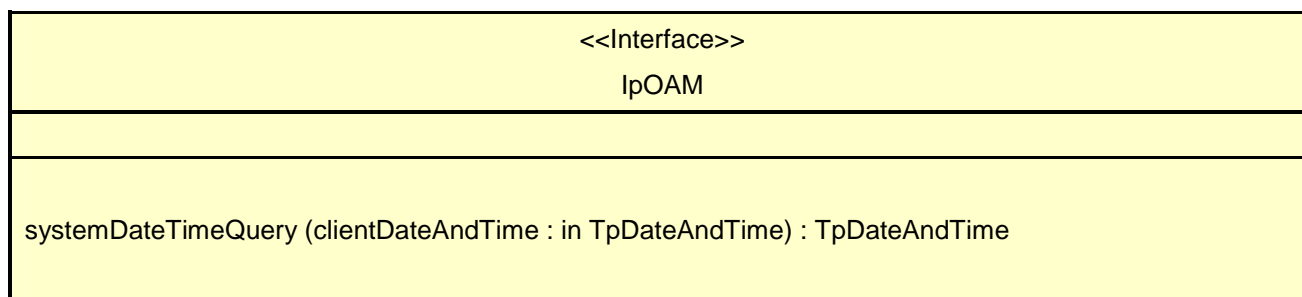 <<Interface>>
IpOAM
systemDateTimeQuery (clientDateAndTime : in TpDateAndTime) : TpDateAndTime